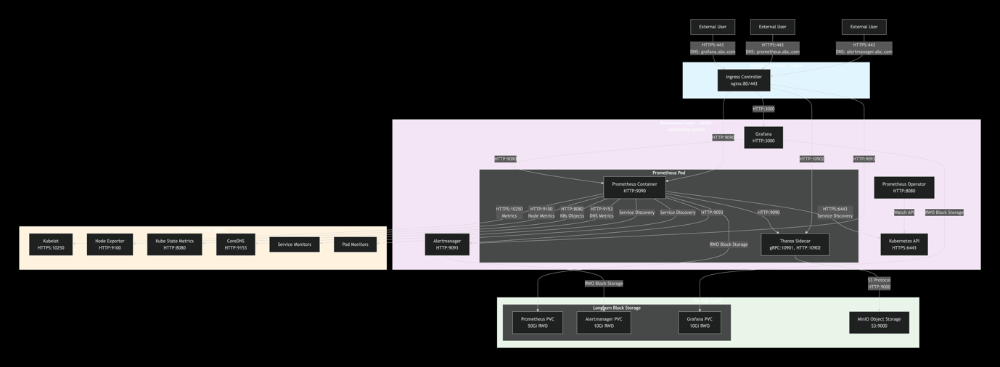 External User
External User
External User
HTTPS:443
DNS: grafana.abc.com
HTTPS:443
DNS: prometheus.abc.com
HTTPS:443
DNS: alertmanager.abc.com
Ingress Controller
nginx:80/443
HTTP:3000
Grafana
HTTP:3000
HTTP:9090
HTTP:9090
HTTP:10902
HTTP:9093
Prometheus Pod
Prometheus Container
HTTP:9090
Prometheus Operator
HTTP:8080
HTTPS:10250
Metrics
HTTP:9100
Node Metrics
HTTP:8080
K8s Objects
HTTP:9153
DNS Metrics
Service Discovery
Service Discovery
HTTP:9093
HTTP:9090
HTTPS:6443
Service Discovery
Watch API
RWO Block Storage
Kubelet
HTTPS:10250
Node Exporter
HTTP:9100
Kube State Metrics
HTTP:8080
CoreDNS
HTTP:9153
Service Monitors
Pod Monitors
Alertmanager
HTTP:9093
RWO Block Storage
Thanos Sidecar
gRPC:10901, HTTP:10902
Kubernetes API
HTTPS:6443
RWO Block Storage
S3 Protocol
HTTP:9000
Longhorn Block Storage
Prometheus PVC
50Gi RWO
Alertmanager PVC
10Gi RWO
Grafana PVC
10Gi RWO
MinIO Object Storage
S3:9000